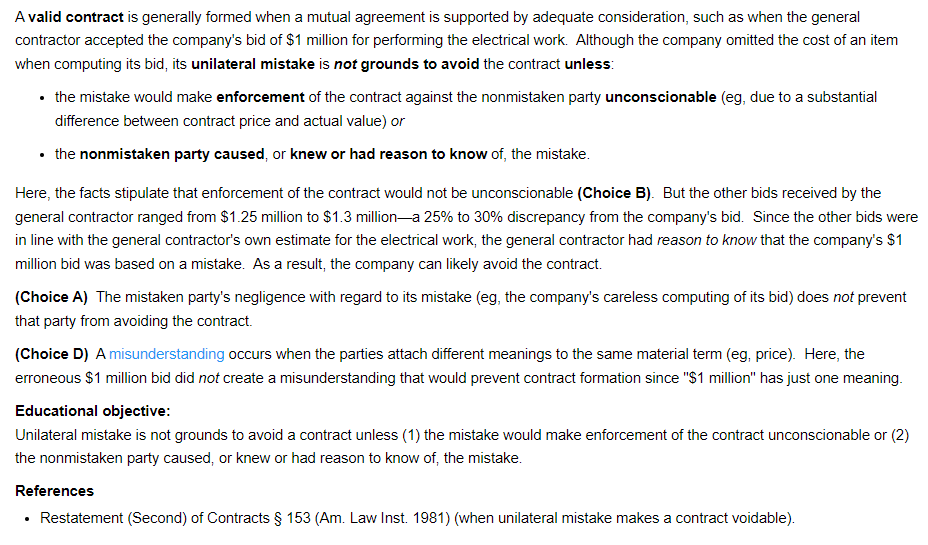 A valid contract is generally formed when a mutual agreement is supported by adequate consideration, such as when the general
contractor accepted the company's bid of $1 million for performing the electrical work.  Although the company omitted the cost of an item
when computing its bid, its unilateral mistake is not grounds to avoid the contract unless:
• the mistake would make enforcement of the contract against the nonmistaken party unconscionable (eg, due to a substantial
difference between contract price and actual value) or
• the nonmistaken party caused, or knew or had reason to know of, the mistake.
Here, the facts stipulate that enforcement of the contract would not be unconscionable (Choice B).  But the other bids received by the
general contractor ranged from $1.25 million to $1.3 million—a 25% to 30% discrepancy from the company's bid.  Since the other bids were
in line with the general contractor's own estimate for the electrical work, the general contractor had reason to know that the company's $1
million bid was based on a mistake.  As a result, the company can likely avoid the contract.
(Choice A)  The mistaken party's negligence with regard to its mistake (eg, the company's careless computing of its bid) does not prevent
that party from avoiding the contract.
(Choice D)  A misunderstanding occurs when the parties attach different meanings to the same material term (eg, price).  Here, the
erroneous $1 million bid did not create a misunderstanding that would prevent contract formation since "$1 million" has just one meaning.
Educational objective:
Unilateral mistake is not grounds to avoid a contract unless (1) the mistake would make enforcement of the contract unconscionable or (2)
the nonmistaken party caused, or knew or had reason to know of, the mistake.
References
• Restatement (Second) of Contracts § 153 (Am. Law Inst. 1981) (when unilateral mistake makes a contract voidable).